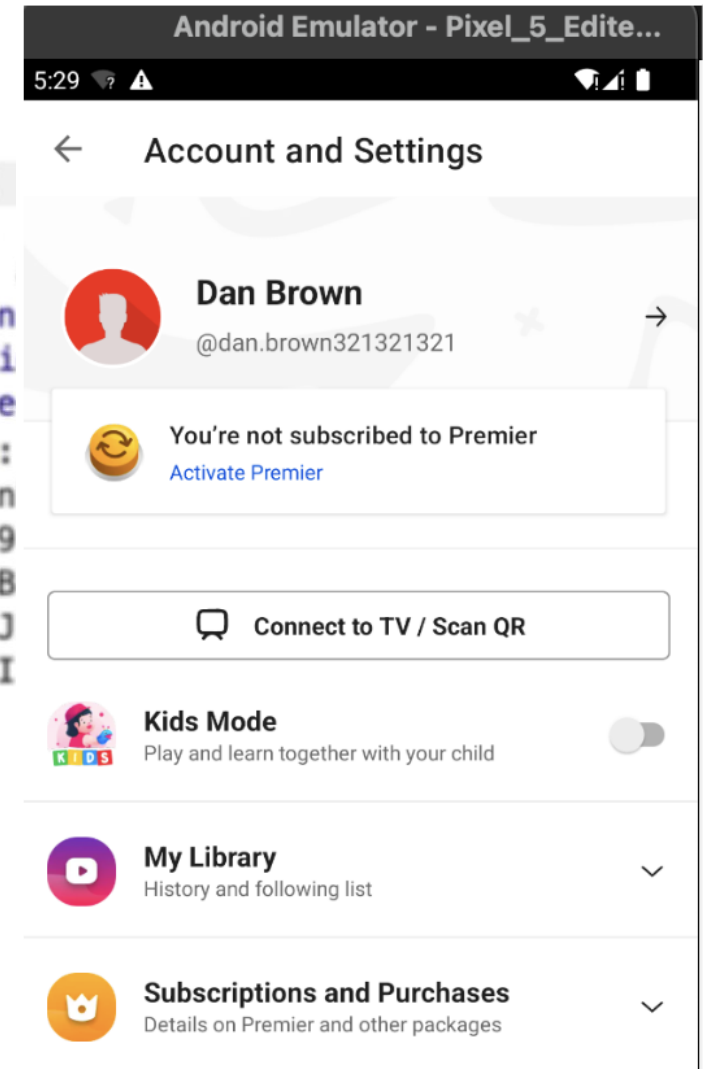 Android Emulator - Pixel_5_Edite...
5:29
Account and Settings
Dan Brown
@dan.brown321321321
You’re not subscribed to Premier
Activate Premier
Connect to TV / Scan QR
Kids Mode
Play and learn together with your child
KIDS
My Library
History and following list
Subscriptions and Purchases
Details on Premier and other packages
n
i
e
:
n
9
B
J
I